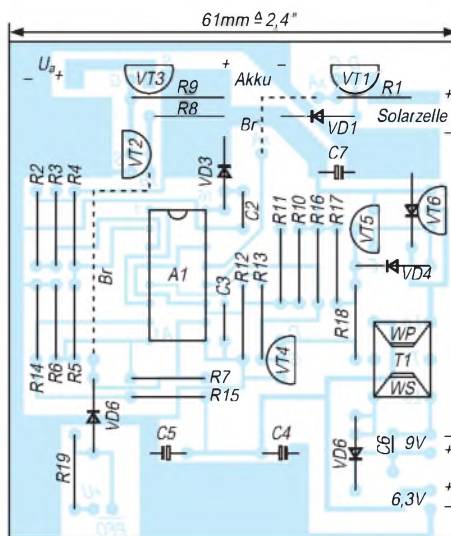 61mm ≙ 2,4"
Ua
+
−
VT3
+
Akku
−
VT1
R9
R1
R8
Br
VD1
Solarzelle
+
−
VT2
VD3
C7
R2
R3
R4
C2
R11
R10
R16
R17
VT5
VT6
Br
A1
VD4
R12
R13
C3
R18
WP
T1
WS
R14
R6
R5
VT4
R7
R15
VD6
C5
C4
VD6
C6
9V
−
+
R19
U+
6,3V
+
−